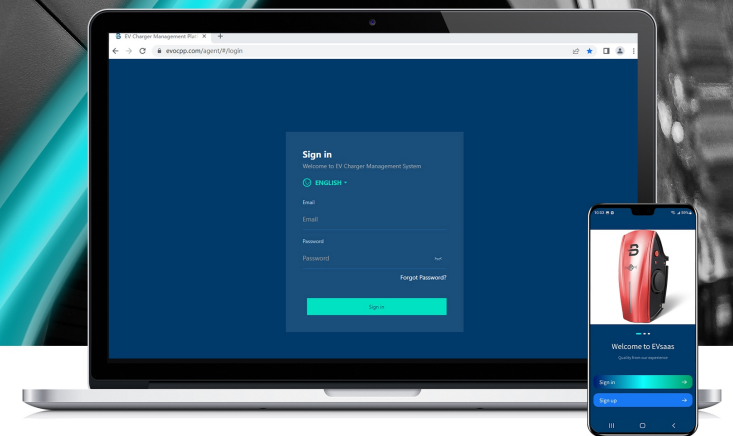 EV Charger Management Plat
evocpp.com/agent/#/login
Sign in
Welcome to EV Charger Management System
ENGLISH
Email
Email
Password
Password
Forgot Password?
Sign in
Welcome to EVsaas
Quality from our experience
Sign in
Sign up